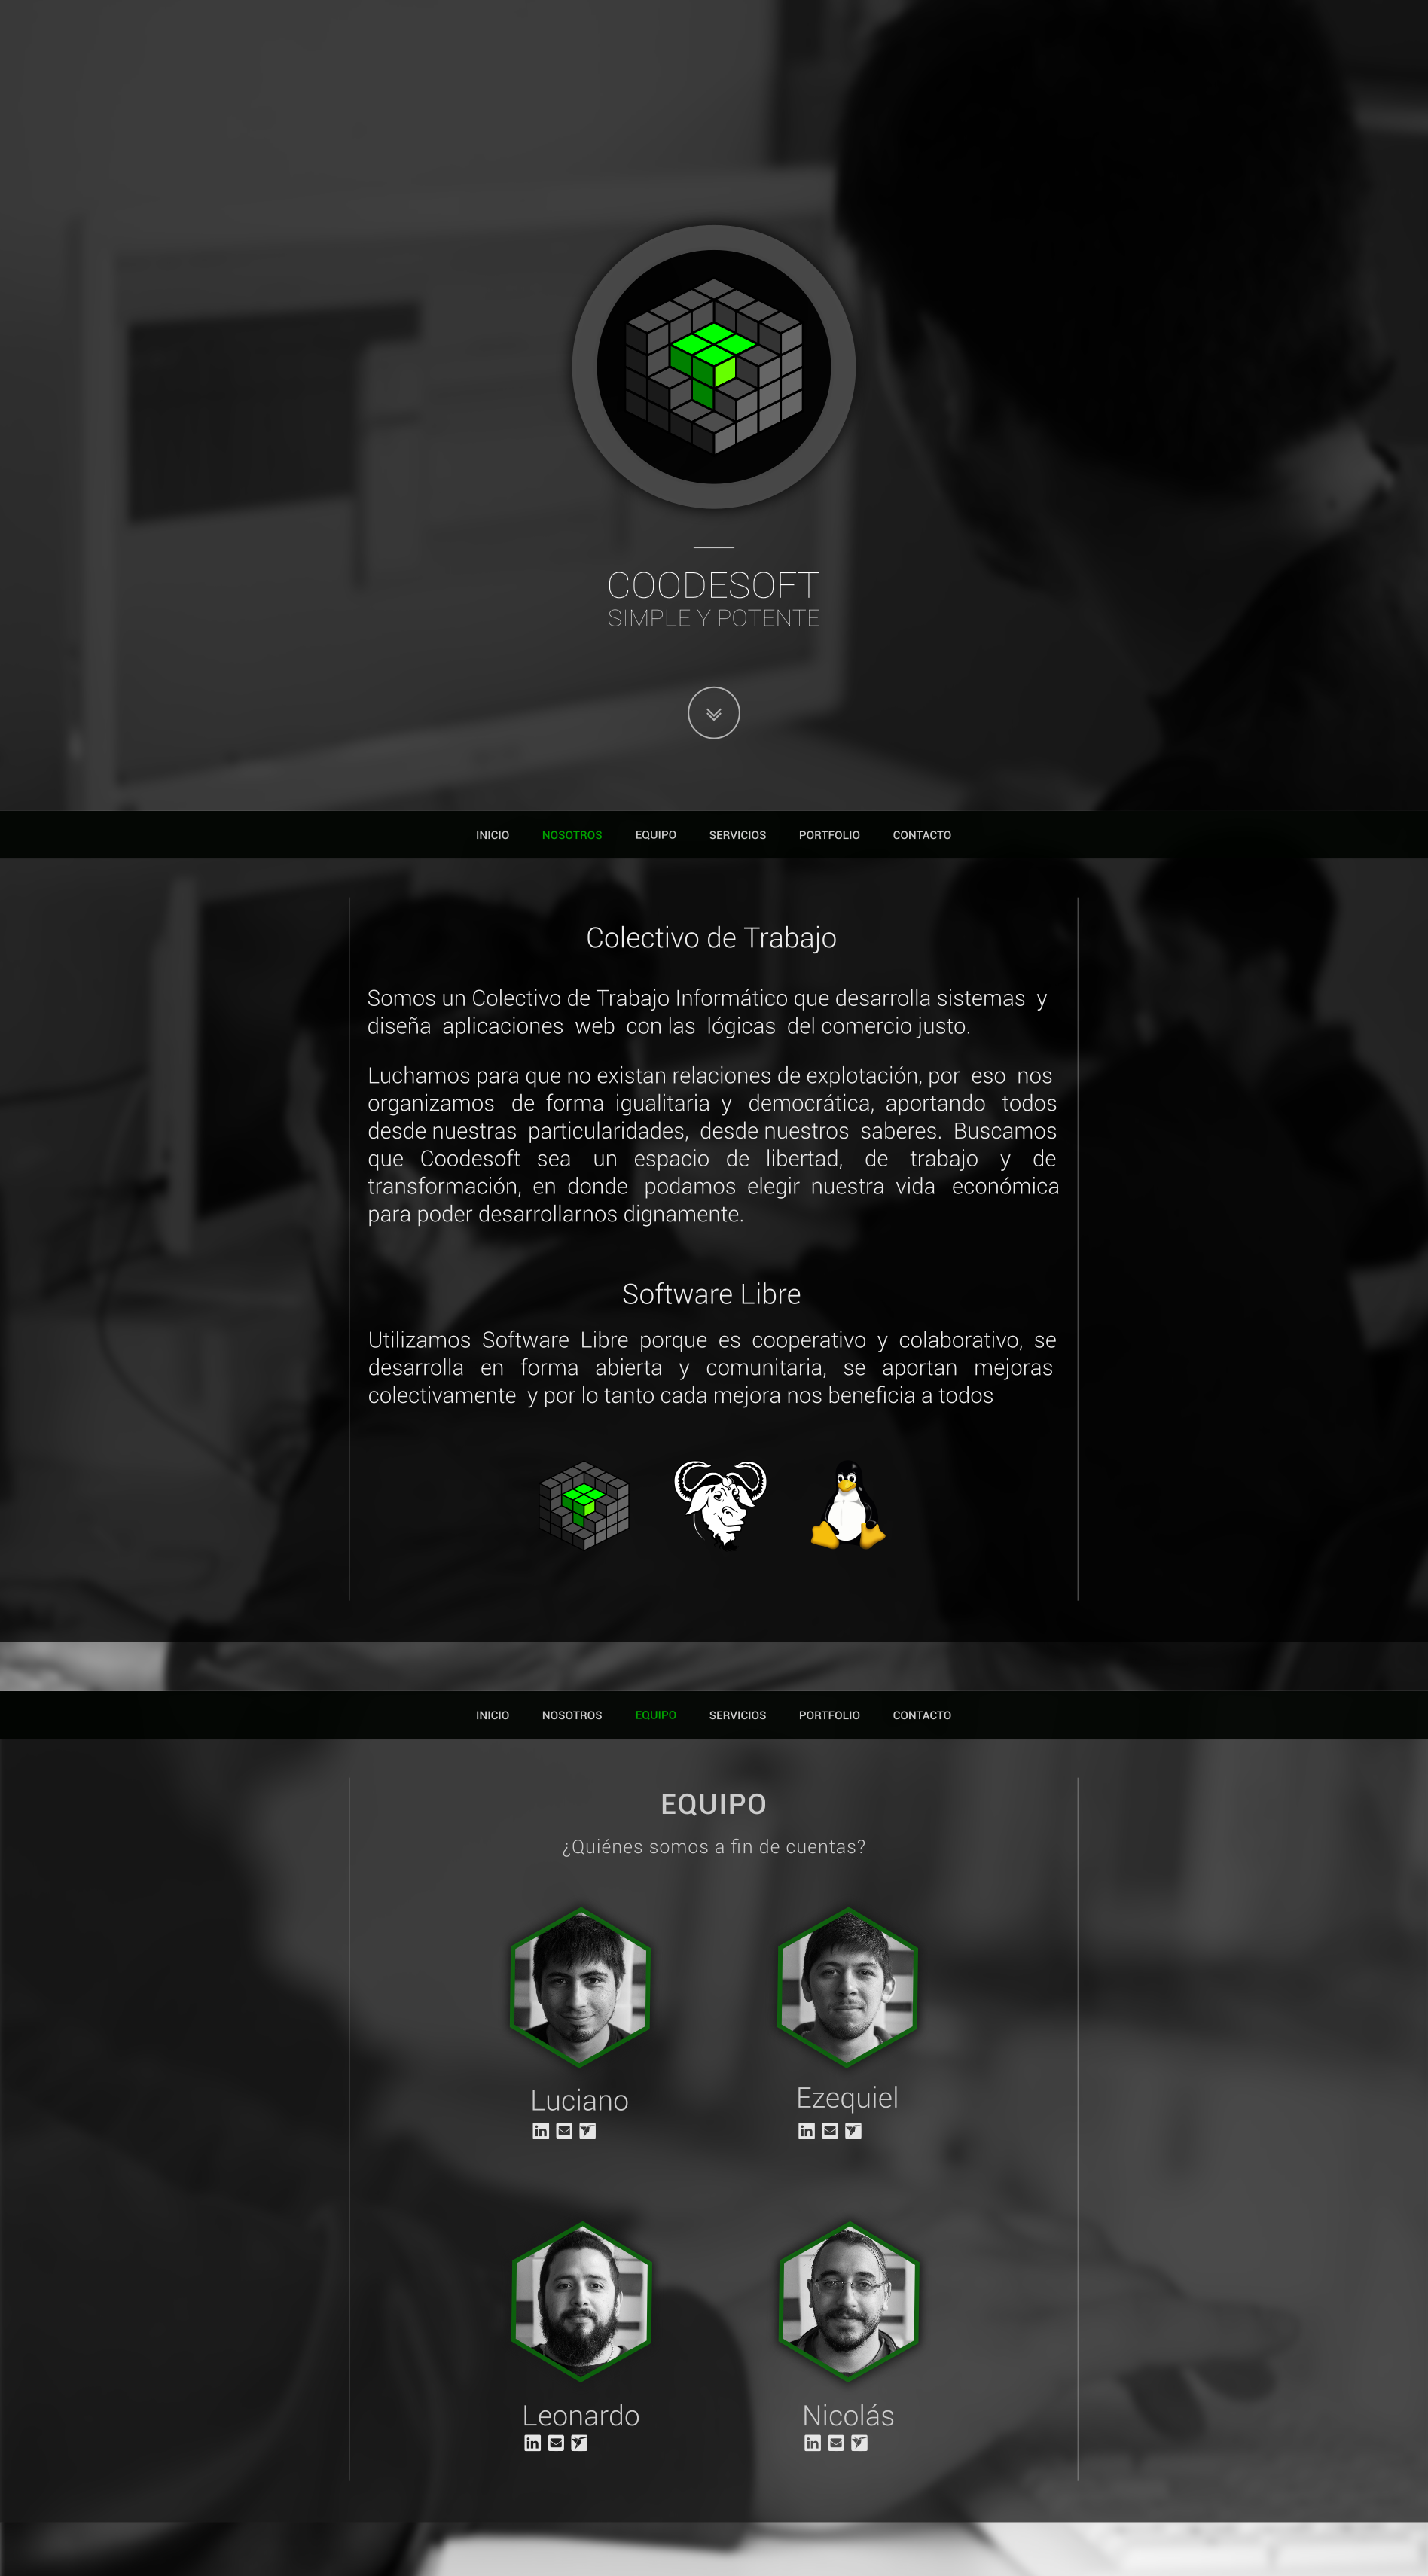 COODESOFT
SIMPLE Y POTENTE
INICIO NOSOTROS EQUIPO SERVICIOS PORTFOLIO CONTACTO
Colectivo de Trabajo
Somos un Colectivo de Trabajo Informático que desarrolla sistemas y
diseña aplicaciones web con las lógicas del comercio justo.
Luchamos para que no existan relaciones de explotación, por eso nos
organizamos de forma igualitaria y democrática, aportando todos
desde nuestras particularidades, desde nuestros saberes. Buscamos
que Coodesoft sea un espacio de libertad, de trabajo y de
transformación, en donde podamos elegir nuestra vida económica
para poder desarrollarnos dignamente.
Software Libre
Utilizamos Software Libre porque es cooperativo y colaborativo, se
desarrolla en forma abierta y comunitaria, se aportan mejoras
colectivamente y por lo tanto cada mejora nos beneficia a todos
INICIO NOSOTROS EQUIPO SERVICIOS PORTFOLIO CONTACTO
EQUIPO
¿Quiénes somos a fin de cuentas?
Luciano Ezequiel
in in
Leonardo Nicolás
in in